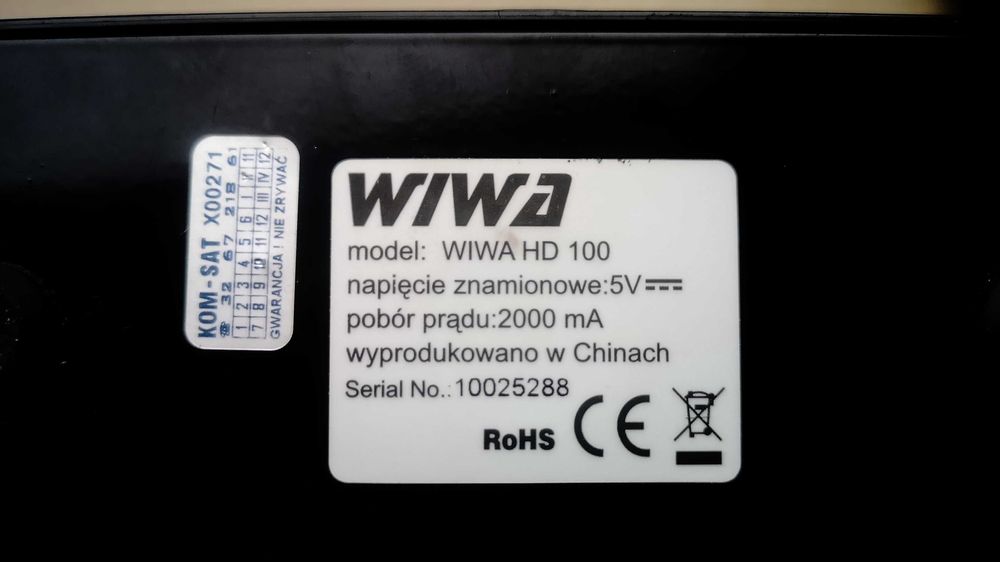 WIWA
model: WIWA HD 100
napięcie znamionowe:5V
pobór prądu:2000 mA
wyprodukowano w Chinach
Serial No.: 10025288
RoHS CE
KOM-SAT X00271
32 67 218 61
1 2 3 4 5 6 I II 11
7 8 9 10 11 12 III IV 12
GWARANCJA ! NIE ZRYWAĆ